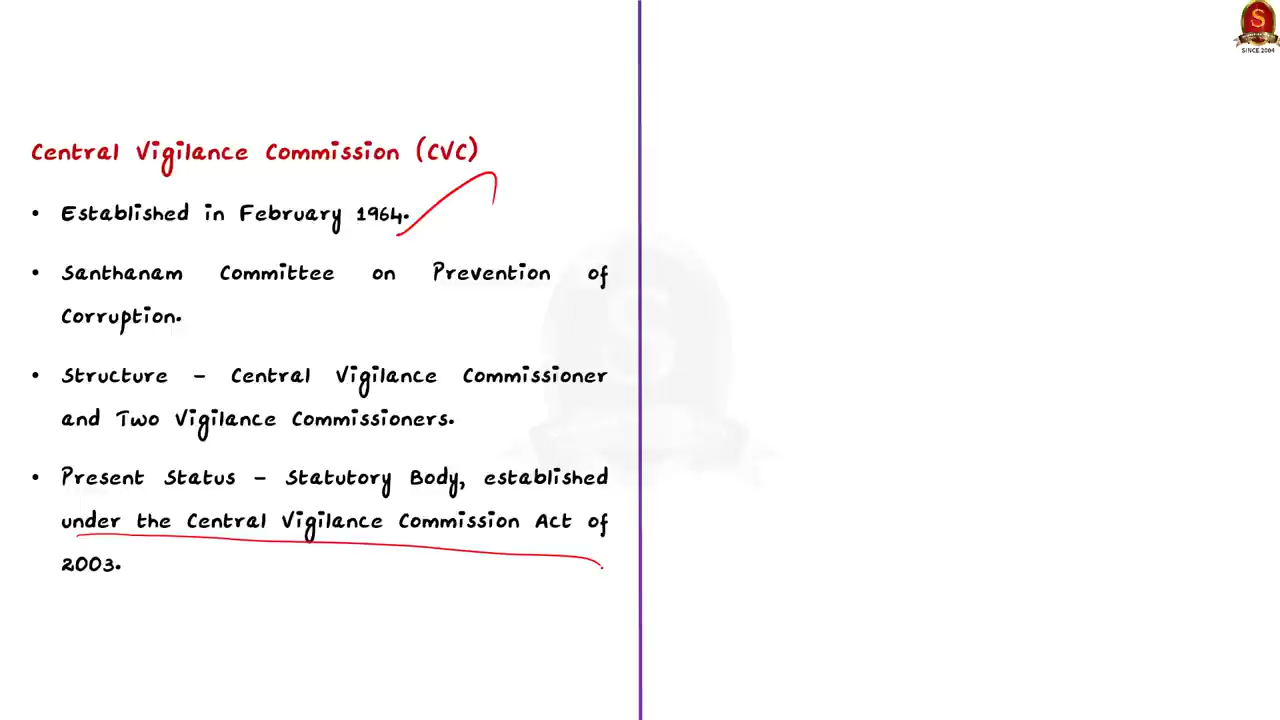 Central Vigilance Commission (CVC)
• Established in February 1964.
• Santhanam Committee on Prevention of
Corruption.
• Structure – Central Vigilance Commissioner
and Two Vigilance Commissioners.
• Present Status – Statutory Body, established
under the Central Vigilance Commission Act of
2003.
S
SINCE 2004